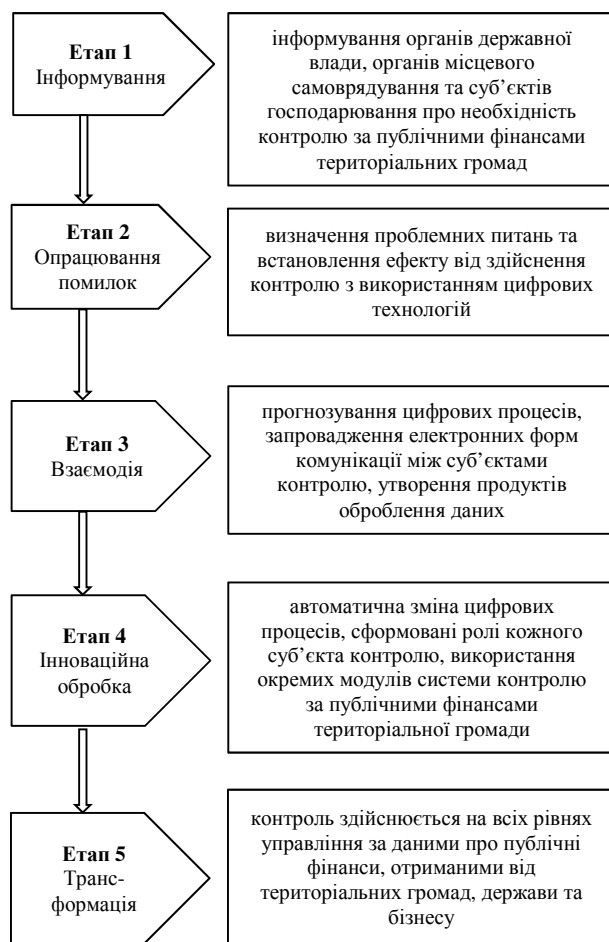 Етап 1
Інформування
інформування органів державної
влади, органів місцевого
самоврядування та суб’єктів
господарювання про необхідність
контролю за публічними фінансами
територіальних громад
Етап 2
Опрацювання
помилок
визначення проблемних питань та
встановлення ефекту від здійснення
контролю з використанням цифрових
технологій
Етап 3
Взаємодія
прогнозування цифрових процесів,
запровадження електронних форм
комунікації між суб’єктами
контролю, утворення продуктів
оброблення даних
Етап 4
Інноваційна
обробка
автоматична зміна цифрових
процесів, сформовані ролі кожного
суб’єкта контролю, використання
окремих модулів системи контролю
за публічними фінансами
територіальної громади
Етап 5
Транс-
формація
контроль здійснюється на всіх рівнях
управління за даними про публічні
фінанси, отриманими від
територіальних громад, держави та
бізнесу